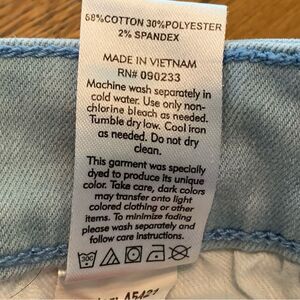 68%COTTON 30%POLYESTER
2% SPANDEX
MADE IN VIETNAM
RN# 090233
Machine wash separately in
cold water. Use only non-
chlorine bleach as needed.
Tumble dry low. Cool iron
as needed. Do not dry
clean.
This garment was specially
dyed to produce its unique
color. Take care, dark colors
may transfer onto light
colored clothing or other
items. To minimize fading
please wash separately and
follow care instructions.